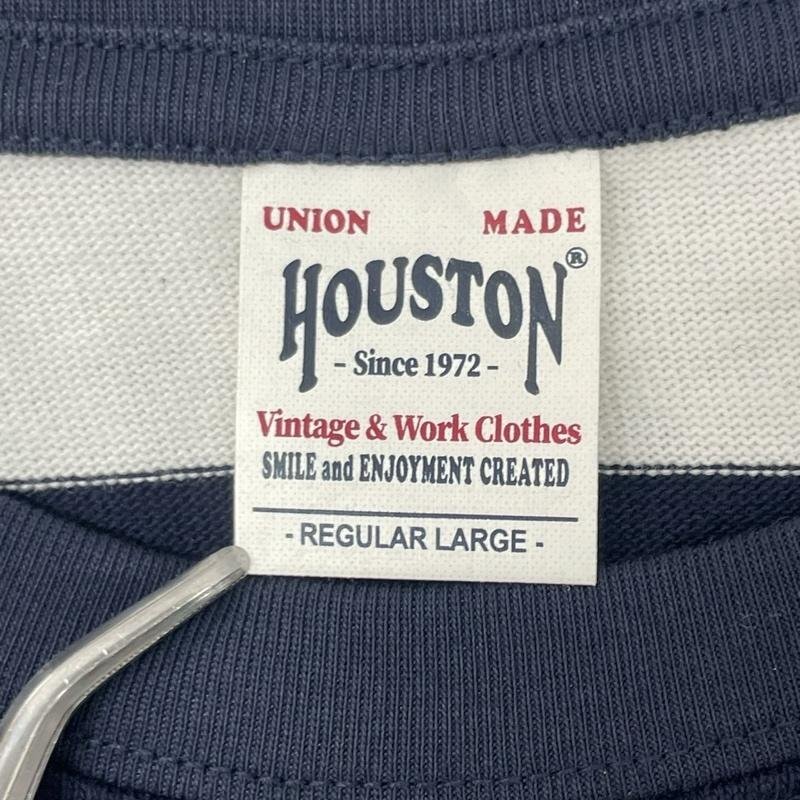 UNION MADE
HOUSTON®
- Since 1972 -
Vintage & Work Clothes
SMILE and ENJOYMENT CREATED
- REGULAR LARGE -